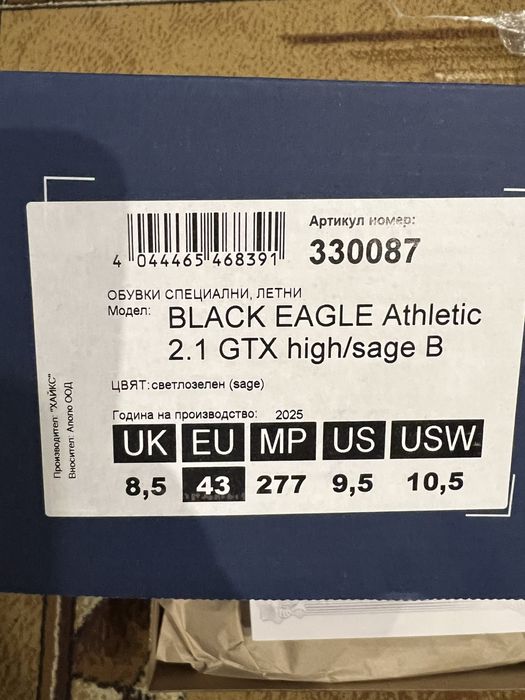 Артикул номер:
330087
4 044465 468391
ОБУВКИ СПЕЦИАЛНИ, ЛЕТНИ
Модел: BLACK EAGLE Athletic
2.1 GTX high/sage B
ЦВЯТ:светлозелен (sage)
Година на производство: 2025
UK EU MP US USW
8,5 43 277 9,5 10,5
Производител: "ХАЙКС"
Вносител: Аполо ООД